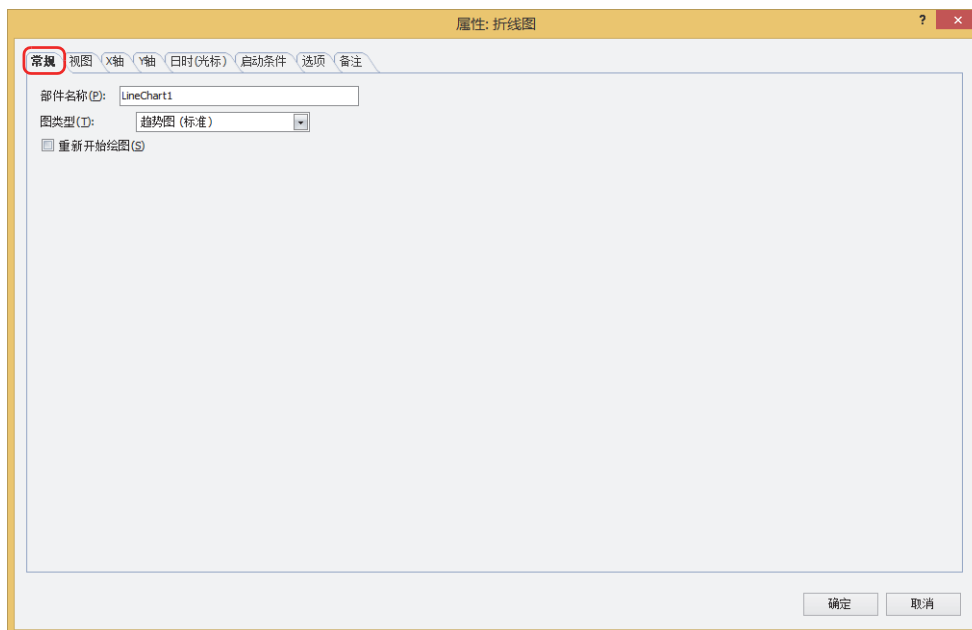 属性: 折线图
? ×
常规 视图 X轴 Y轴 日时(光标) 启动条件 选项 备注
部件名称(P): LineChart1
图类型(T): 趋势图 (标准)
重新开始绘图(S)
确定 取消